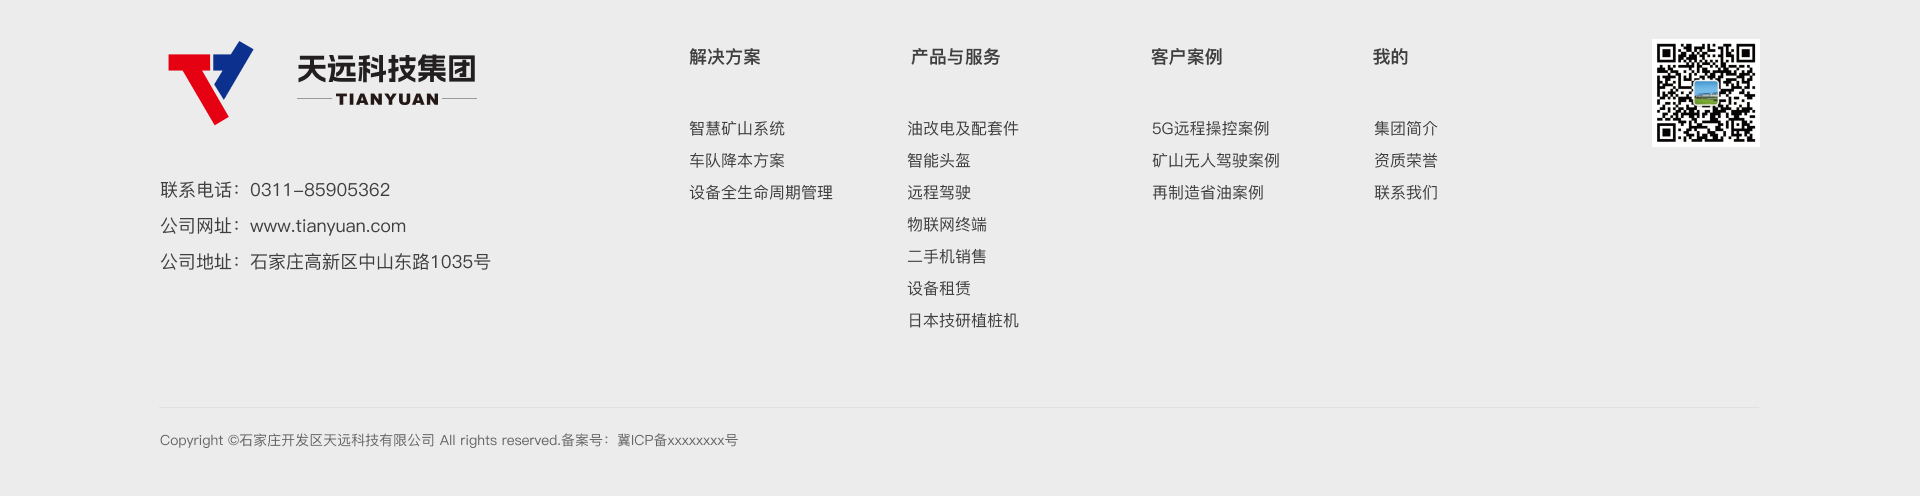 天远科技集团
TIANYUAN
联系电话：0311-85905362
公司网址：www.tianyuan.com
公司地址：石家庄高新区中山东路1035号
解决方案
智慧矿山系统
车队降本方案
设备全生命周期管理
产品与服务
油改电及配套件
智能头盔
远程驾驶
物联网终端
二手机销售
设备租赁
日本技研植桩机
客户案例
5G远程操控案例
矿山无人驾驶案例
再制造省油案例
我的
集团简介
资质荣誉
联系我们
Copyright ©石家庄开发区天远科技有限公司 All rights reserved.备案号：冀ICP备xxxxxxxx号